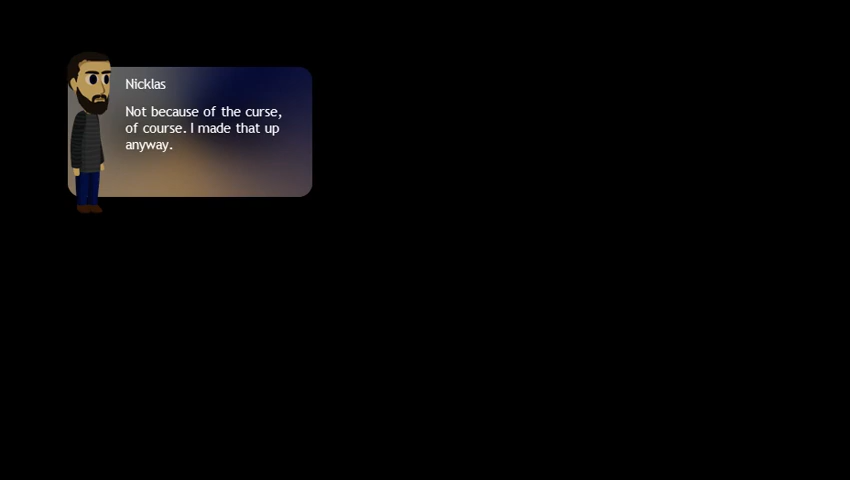 Nicklas
Not because of the curse,
of course. I made that up
anyway.